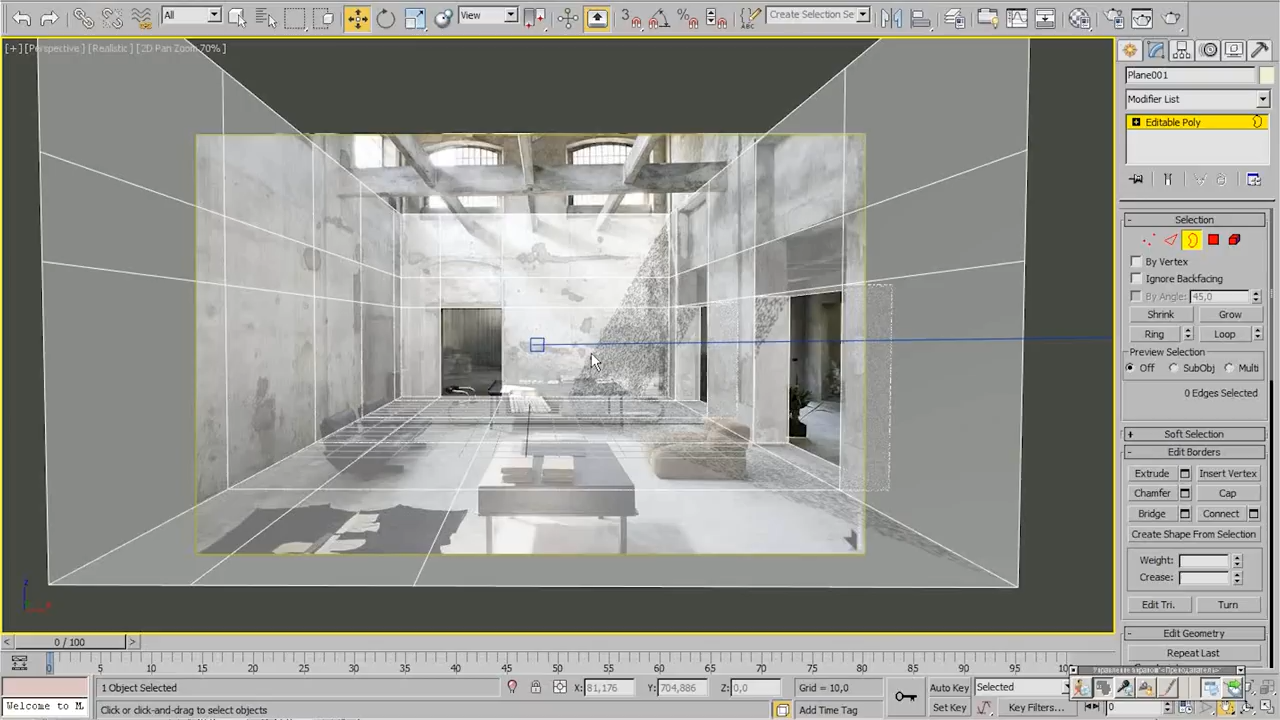 All
View
Create Selection Se
[+] [Perspective] [Realistic] [2D Pan Zoom 70%]
Plane001
Modifier List
Editable Poly
Selection
By Vertex
Ignore Backfacing
By Angle: 45,0
Shrink Grow
Ring Loop
Preview Selection
Off SubObj Multi
0 Edges Selected
Soft Selection
Edit Borders
Extrude Insert Vertex
Chamfer Cap
Bridge Connect
Create Shape From Selection
Weight:
Crease:
Edit Tri. Turn
Edit Geometry
Repeat Last
0 / 100
0 5 10 15 20 25 30 35 40 45 50 55 60 65 70 75 80 85 90 95 100
1 Object Selected X: 81,176 Y: 704,886 Z: 0,0 Grid = 10,0 Auto Key Selected
Welcome to M. Click or click-and-drag to select objects Add Time Tag Set Key Key Filters... 0